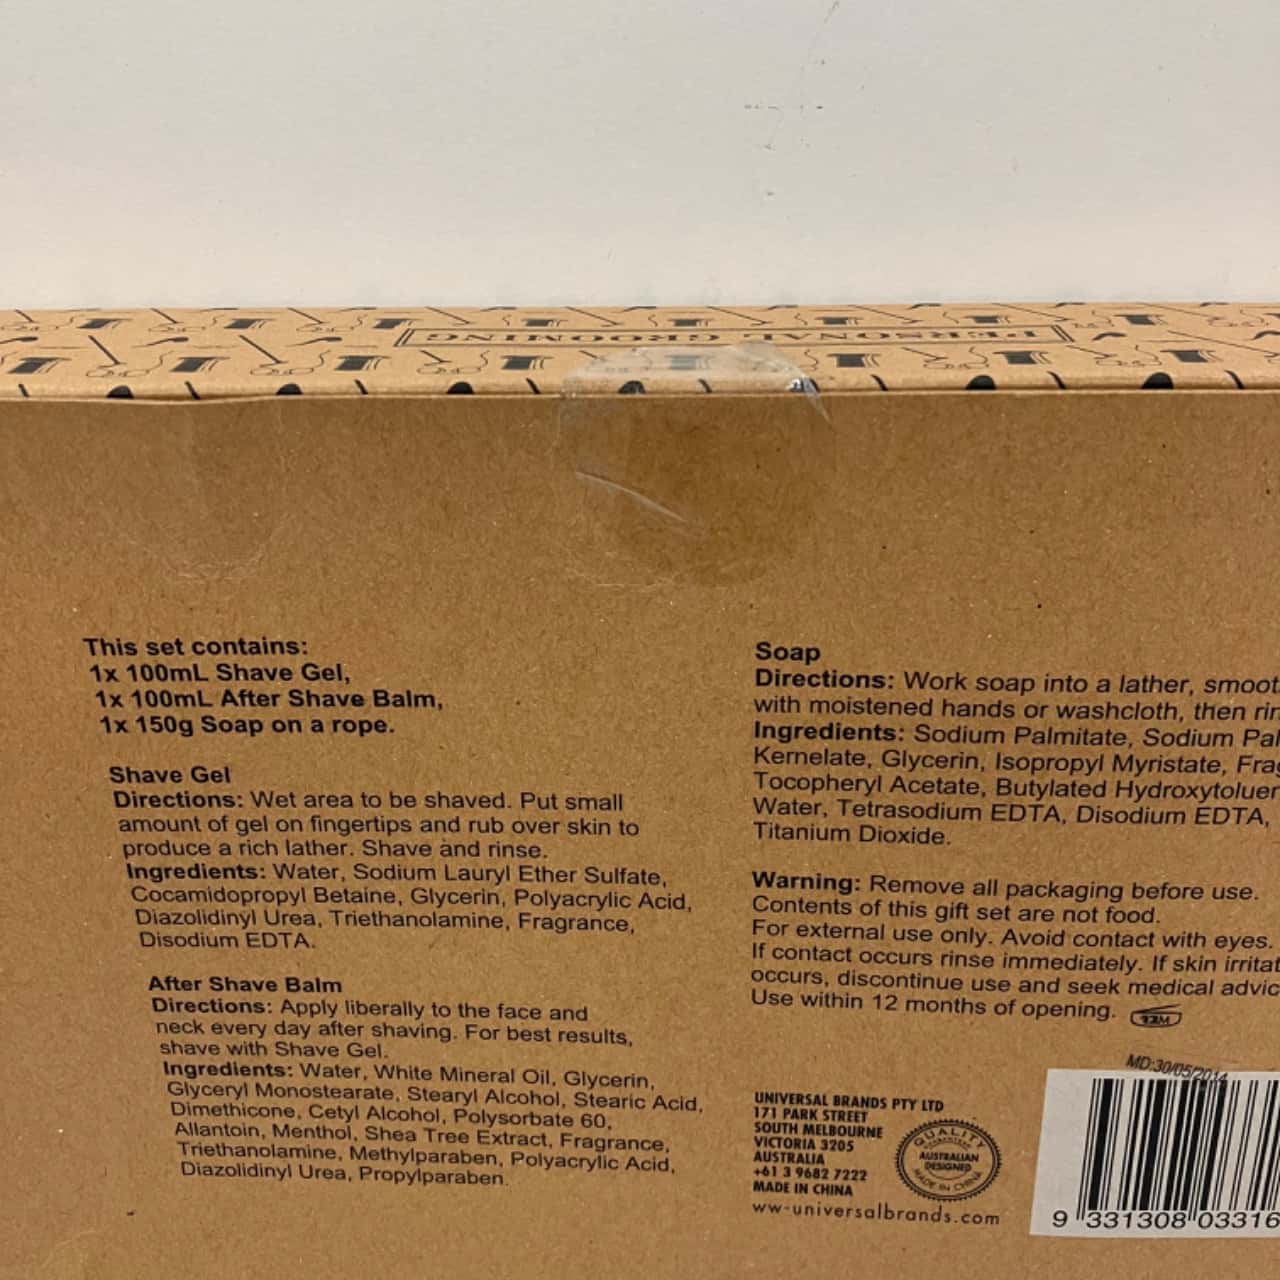 PERSONAL GROOMING
This set contains:
1x 100mL Shave Gel,
1x 100mL After Shave Balm,
1x 150g Soap on a rope.
Shave Gel
Directions: Wet area to be shaved. Put small
amount of gel on fingertips and rub over skin to
produce a rich lather. Shave and rinse.
Ingredients: Water, Sodium Lauryl Ether Sulfate,
Cocamidopropyl Betaine, Glycerin, Polyacrylic Acid,
Diazolidinyl Urea, Triethanolamine, Fragrance,
Disodium EDTA.
After Shave Balm
Directions: Apply liberally to the face and
neck every day after shaving. For best results,
shave with Shave Gel.
Ingredients: Water, White Mineral Oil, Glycerin,
Glyceryl Monostearate, Stearyl Alcohol, Stearic Acid,
Dimethicone, Cetyl Alcohol, Polysorbate 60,
Allantoin, Menthol, Shea Tree Extract, Fragrance,
Triethanolamine, Methylparaben, Polyacrylic Acid,
Diazolidinyl Urea, Propylparaben.
Soap
Directions: Work soap into a lather, smoot
with moistened hands or washcloth, then rin
Ingredients: Sodium Palmitate, Sodium Pal
Kernelate, Glycerin, Isopropyl Myristate, Frag
Tocopheryl Acetate, Butylated Hydroxytoluen
Water, Tetrasodium EDTA, Disodium EDTA,
Titanium Dioxide.
Warning: Remove all packaging before use.
Contents of this gift set are not food.
For external use only. Avoid contact with eyes.
If contact occurs rinse immediately. If skin irritat
occurs, discontinue use and seek medical advic
Use within 12 months of opening.
12M
MD:30/05/2014
UNIVERSAL BRANDS PTY LTD
171 PARK STREET
SOUTH MELBOURNE
VICTORIA 3205
AUSTRALIA
+61 3 9682 7222
MADE IN CHINA
ww-universalbrands.com
QUALITY
AUSTRALIAN
DESIGNED
MADE IN CHINA
9 331308 03316